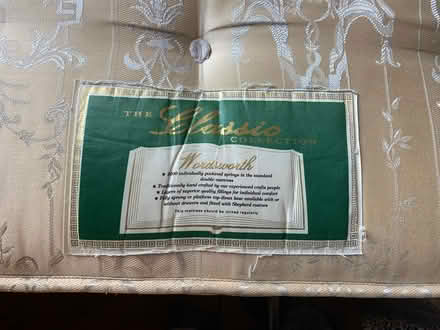 THE
Classic
COLLECTION
Wordsworth
• 1000 individually pocketed springs in the standard
double mattress
• Traditionally hand crafted by our experienced crafts people
• Layers of superior quality fillings for individual comfort
• Fully sprung or platform top divan base available with or
without drawers and fitted with Shepherd castors
This mattress should be turned regularly